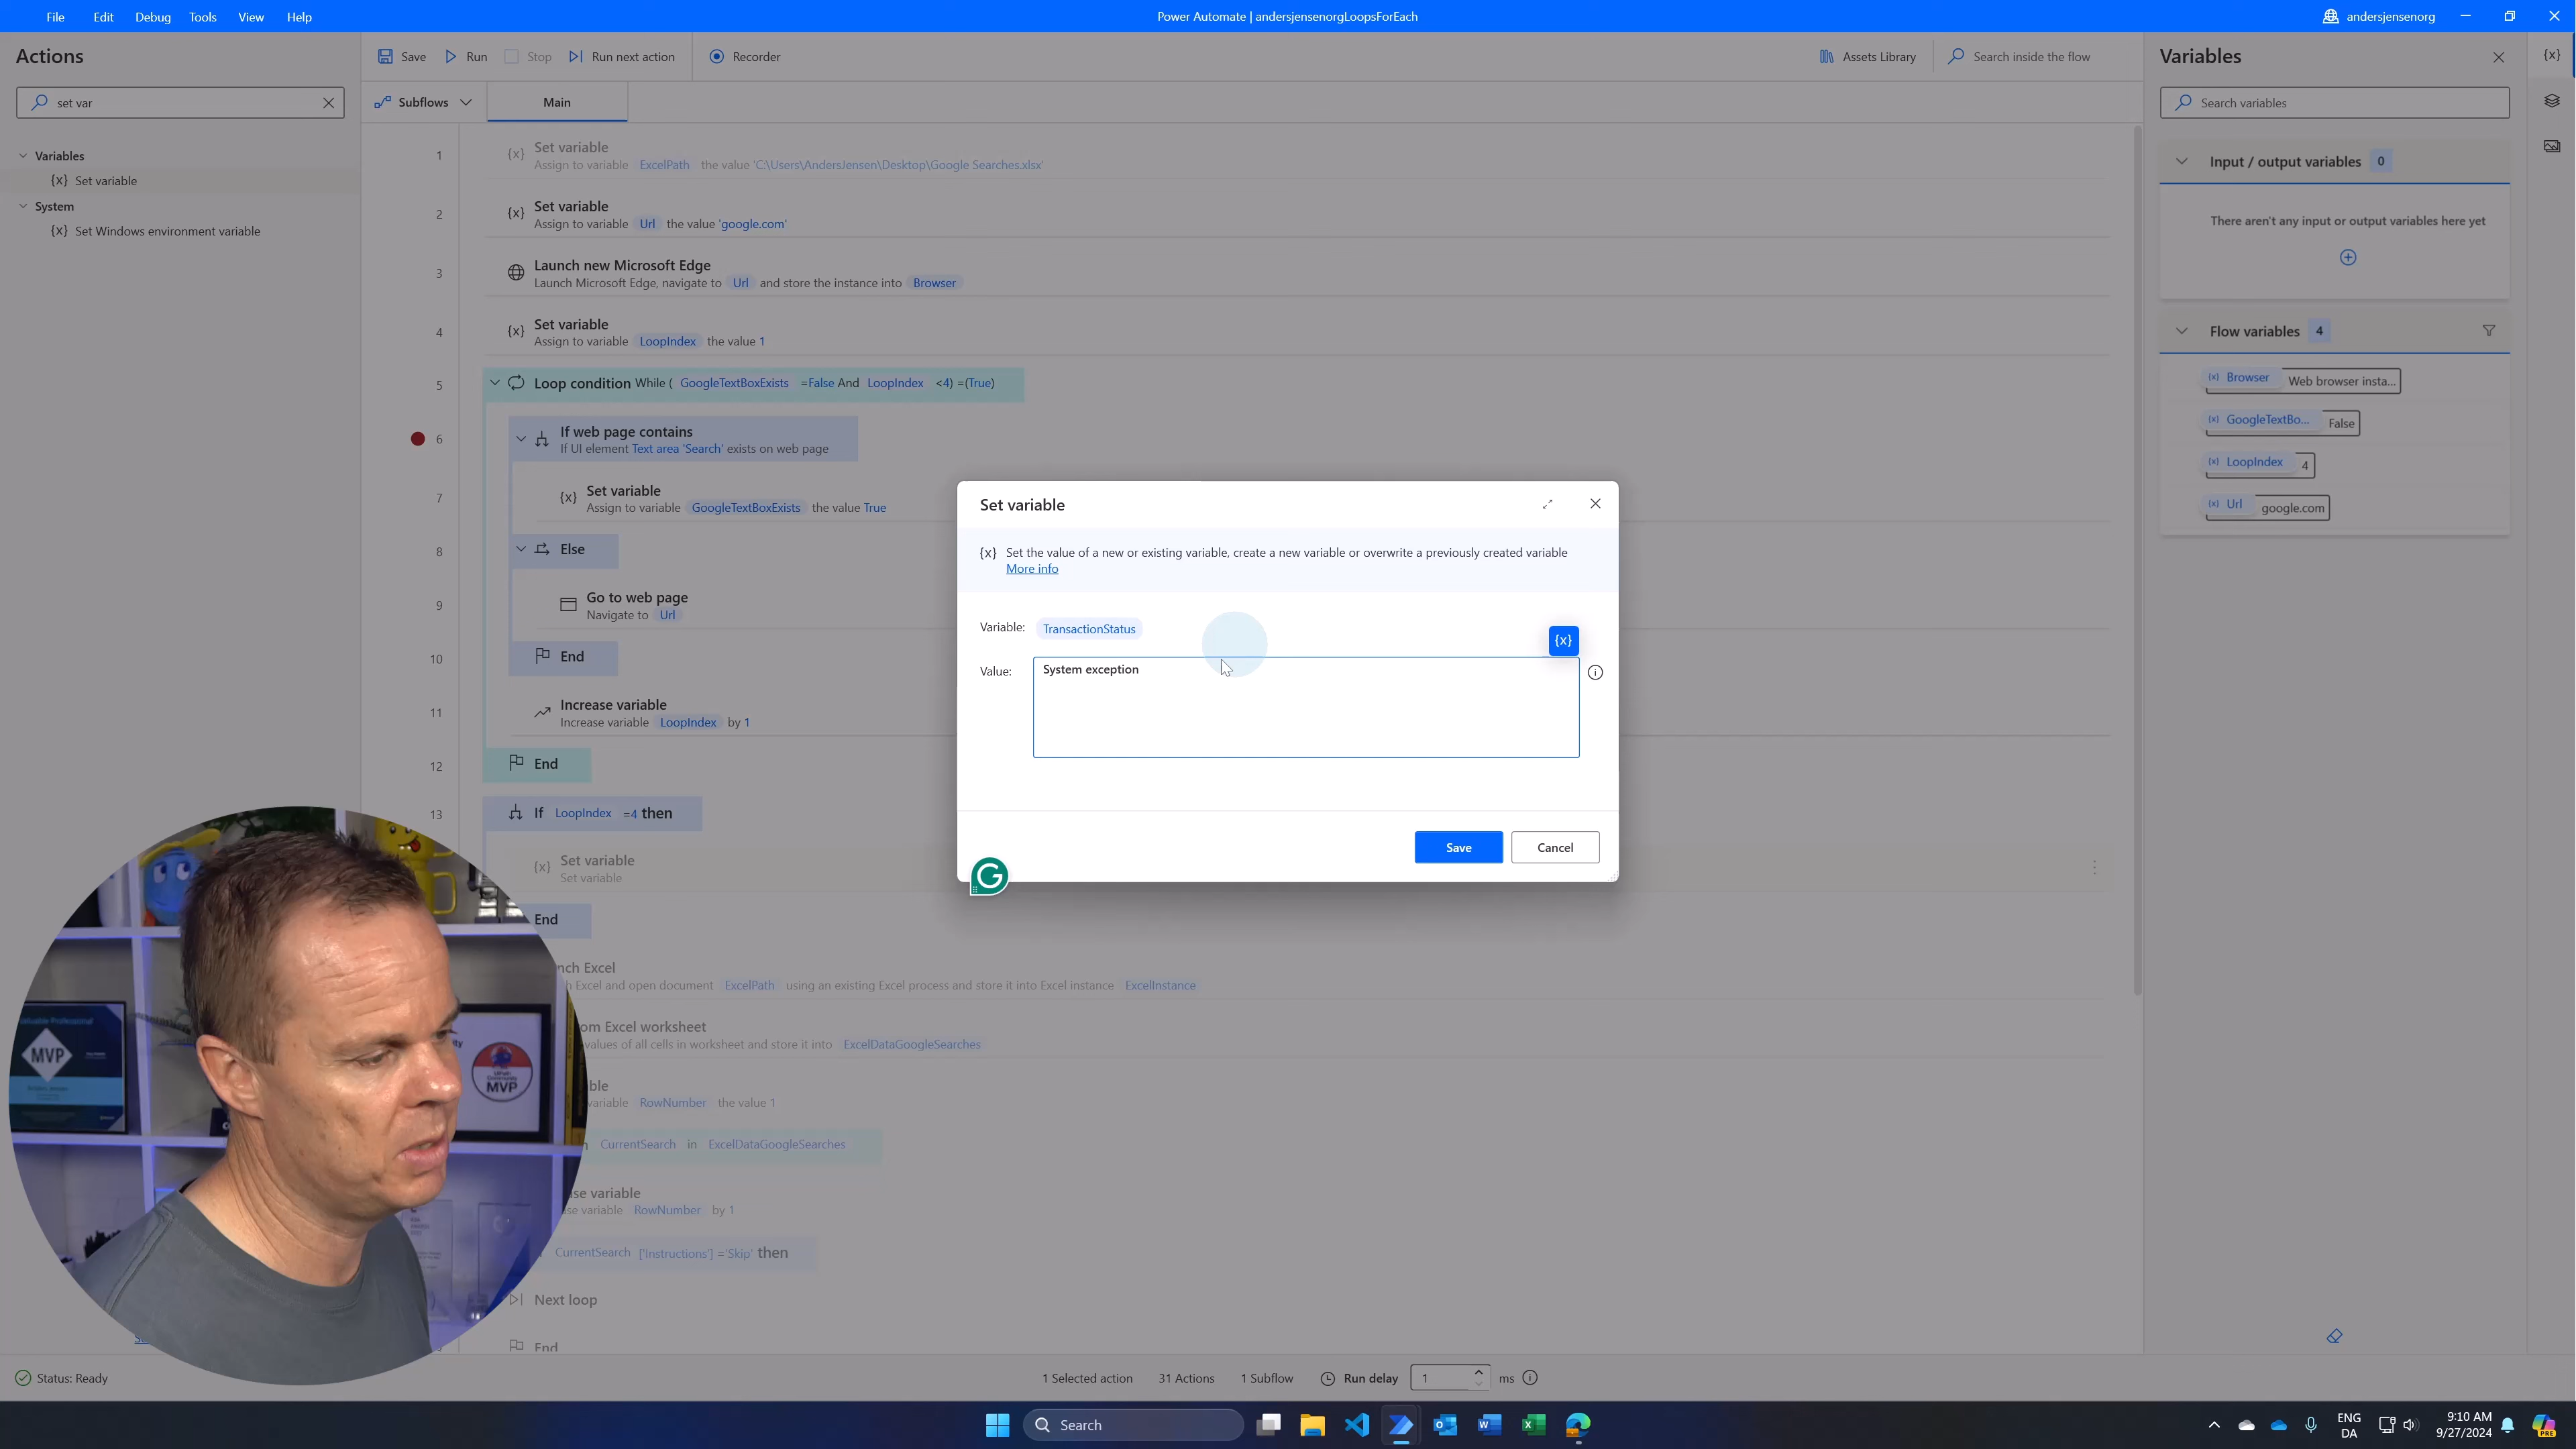 File Edit Debug Tools View Help
Power Automate | andersjensenorgLoopsForEach
andersjensenorg
Actions
set var
Variables
Set variable
System
Set Windows environment variable
Save Run Stop Run next action Recorder
Assets Library Search inside the flow
Subflows Main
1 Set variable
Assign to variable ExcelPath the value 'C:\Users\AndersJensen\Desktop\Google Searches.xlsx'
2 Set variable
Assign to variable Url the value 'google.com'
3 Launch new Microsoft Edge
Launch Microsoft Edge, navigate to Url and store the instance into Browser
4 Set variable
Assign to variable LoopIndex the value 1
5 Loop condition While ( GoogleTextBoxExists =False And LoopIndex <4) =(True)
6 If web page contains
If UI element Text area 'Search' exists on web page
7 Set variable
Assign to variable GoogleTextBoxExists the value True
8 Else
9 Go to web page
Navigate to Url
10 End
11 Increase variable
Increase variable LoopIndex by 1
12 End
13 If LoopIndex =4 then
Set variable
Set variable
End
nch Excel
h Excel and open document ExcelPath using an existing Excel process and store it into Excel instance ExcelInstance
om Excel worksheet
values of all cells in worksheet and store it into ExcelDataGoogleSearches
ble
variable RowNumber the value 1
CurrentSearch in ExcelDataGoogleSearches
se variable
se variable RowNumber by 1
CurrentSearch ['Instructions'] ='Skip' then
Next loop
End
Set variable
{x} Set the value of a new or existing variable, create a new variable or overwrite a previously created variable
More info
Variable: TransactionStatus
{x}
Value: System exception
Save Cancel
Variables
{x}
Search variables
Input / output variables 0
There aren't any input or output variables here yet
Flow variables 4
Browser Web browser insta...
GoogleTextBo... False
LoopIndex 4
Url google.com
MVP
MVP
Status: Ready
1 Selected action 31 Actions 1 Subflow Run delay 1 ms
Search
ENG
DA
9:10 AM
9/27/2024